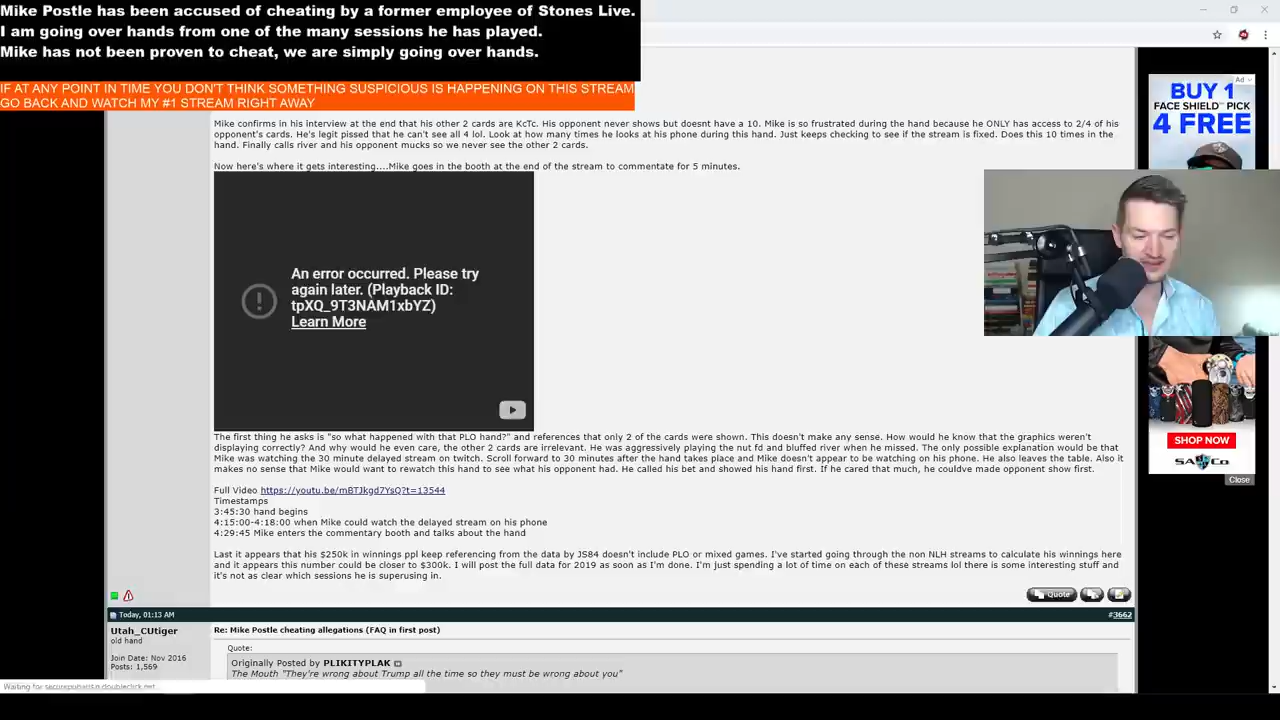 Mike Postle has been accused of cheating by a former employee of Stones Live.
I am going over hands from one of the many sessions he has played.
Mike has not been proven to cheat, we are simply going over hands.
IF AT ANY POINT IN TIME YOU DON'T THINK SOMETHING SUSPICIOUS IS HAPPENING ON THIS STREAM
GO BACK AND WATCH MY #1 STREAM RIGHT AWAY
Ad
BUY 1
FACE SHIELD™ PICK
4 FREE
Mike confirms in his interview at the end that his other 2 cards are KcTc. His opponent never shows but doesnt have a 10. Mike is so frustrated during the hand because he ONLY has access to 2/4 of his
opponent's cards. He's legit pissed that he can't see all 4 lol. Look at how many times he looks at his phone during this hand. Just keeps checking to see if the stream is fixed. Does this 10 times in the
hand. Finally calls river and his opponent mucks so we never see the other 2 cards.
Now here's where it gets interesting....Mike goes in the booth at the end of the stream to commentate for 5 minutes.
An error occurred. Please try
again later. (Playback ID:
tpXQ_9T3NAM1xbYZ)
Learn More
SHOP NOW
SA Co
Close
The first thing he asks is "so what happened with that PLO hand?" and references that only 2 of the cards were shown. This doesn't make any sense. How would he know that the graphics weren't
displaying correctly? And why would he even care, the other 2 cards are irrelevant. He was aggressively playing the nut fd and bluffed river when he missed. The only possible explanation would be that
Mike was watching the 30 minute delayed stream on twitch. Scroll forward to 30 minutes after the hand takes place and Mike doesn't appear to be watching on his phone. He also leaves the table. Also it
makes no sense that Mike would want to rewatch this hand to see what his opponent had. He called his bet and showed his hand first. If he cared that much, he couldve made opponent show first.
Full Video https://youtu.be/mBTJkgd7YsQ?t=13544
Timestamps
3:45:30 hand begins
4:15:00-4:18:00 when Mike could watch the delayed stream on his phone
4:29:45 Mike enters the commentary booth and talks about the hand
Last it appears that his $250k in winnings ppl keep referencing from the data by JS84 doesn't include PLO or mixed games. I've started going through the non NLH streams to calculate his winnings here
and it appears this number could be closer to $300k. I will post the full data for 2019 as soon as I'm done. I'm just spending a lot of time on each of these streams lol there is some interesting stuff and
it's not as clear which sessions he is superusing in.
Quote
Today, 01:13 AM
#3662
Utah_CUtiger
old hand
Join Date: Nov 2016
Posts: 1,569
Re: Mike Postle cheating allegations (FAQ in first post)
Quote:
Originally Posted by PLIKITYPLAK
The Mouth "They're wrong about Trump all the time so they must be wrong about you"
Waiting for securepubads.g.doubleclick.net...